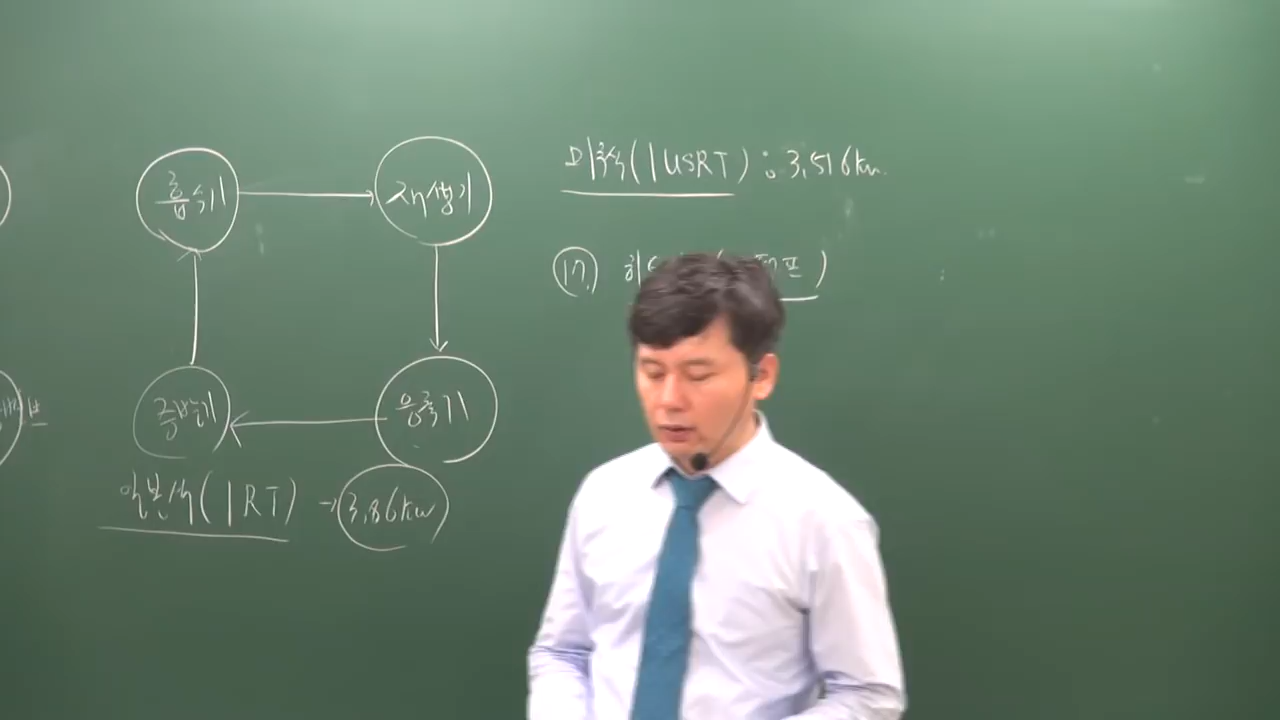 흡수기
재생기
증발기
응축기
일본식(1RT) → 3,86kw
미국식(1USRT) : 3,516kw.
17.